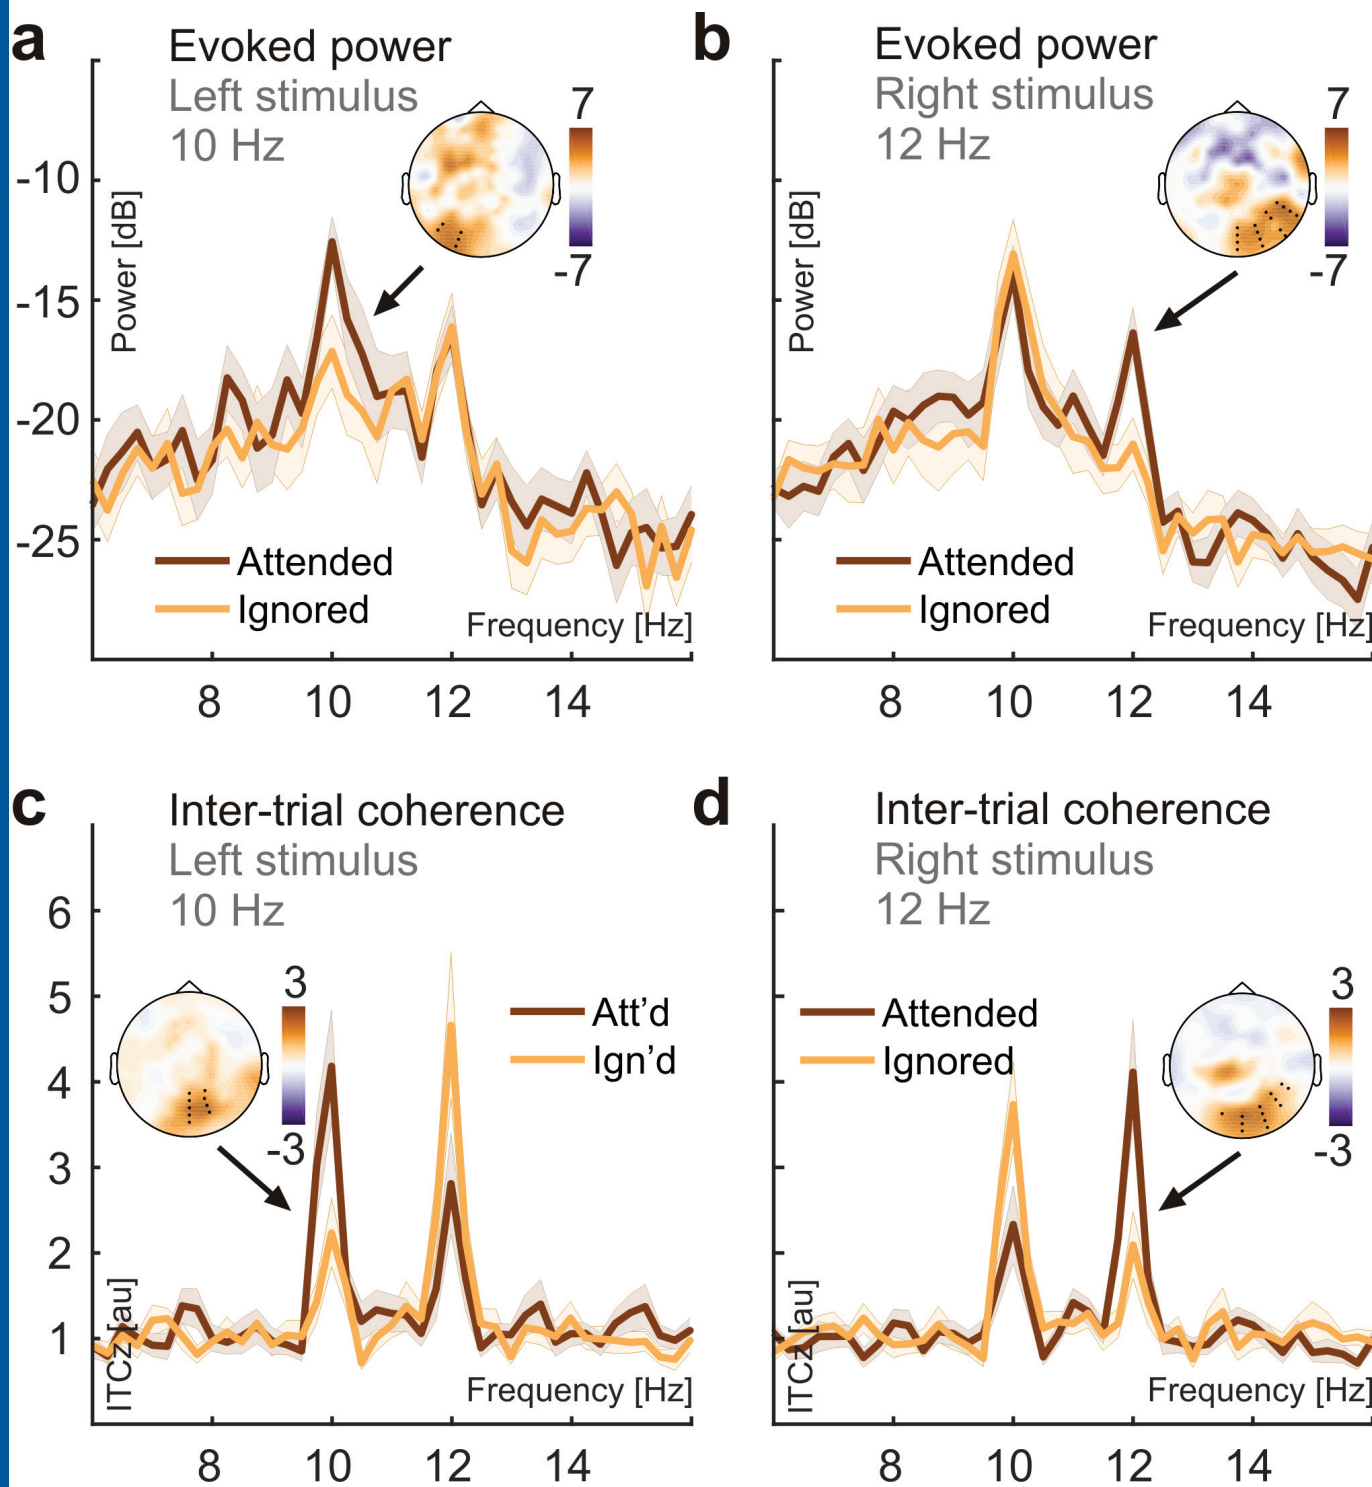 a
Evoked power
Left stimulus
10 Hz
7
-7
-10
-15
-20
-25
Power [dB]
Attended
Ignored
Frequency [Hz]
8
10
12
14
b
Evoked power
Right stimulus
12 Hz
7
-7
Power [dB]
Attended
Ignored
Frequency [Hz]
8
10
12
14
c
Inter-trial coherence
Left stimulus
10 Hz
6
5
4
3
2
1
3
-3
Att'd
Ign'd
ITCz [au]
Frequency [Hz]
8
10
12
14
d
Inter-trial coherence
Right stimulus
12 Hz
Attended
Ignored
3
-3
ITCz [au]
Frequency [Hz]
8
10
12
14